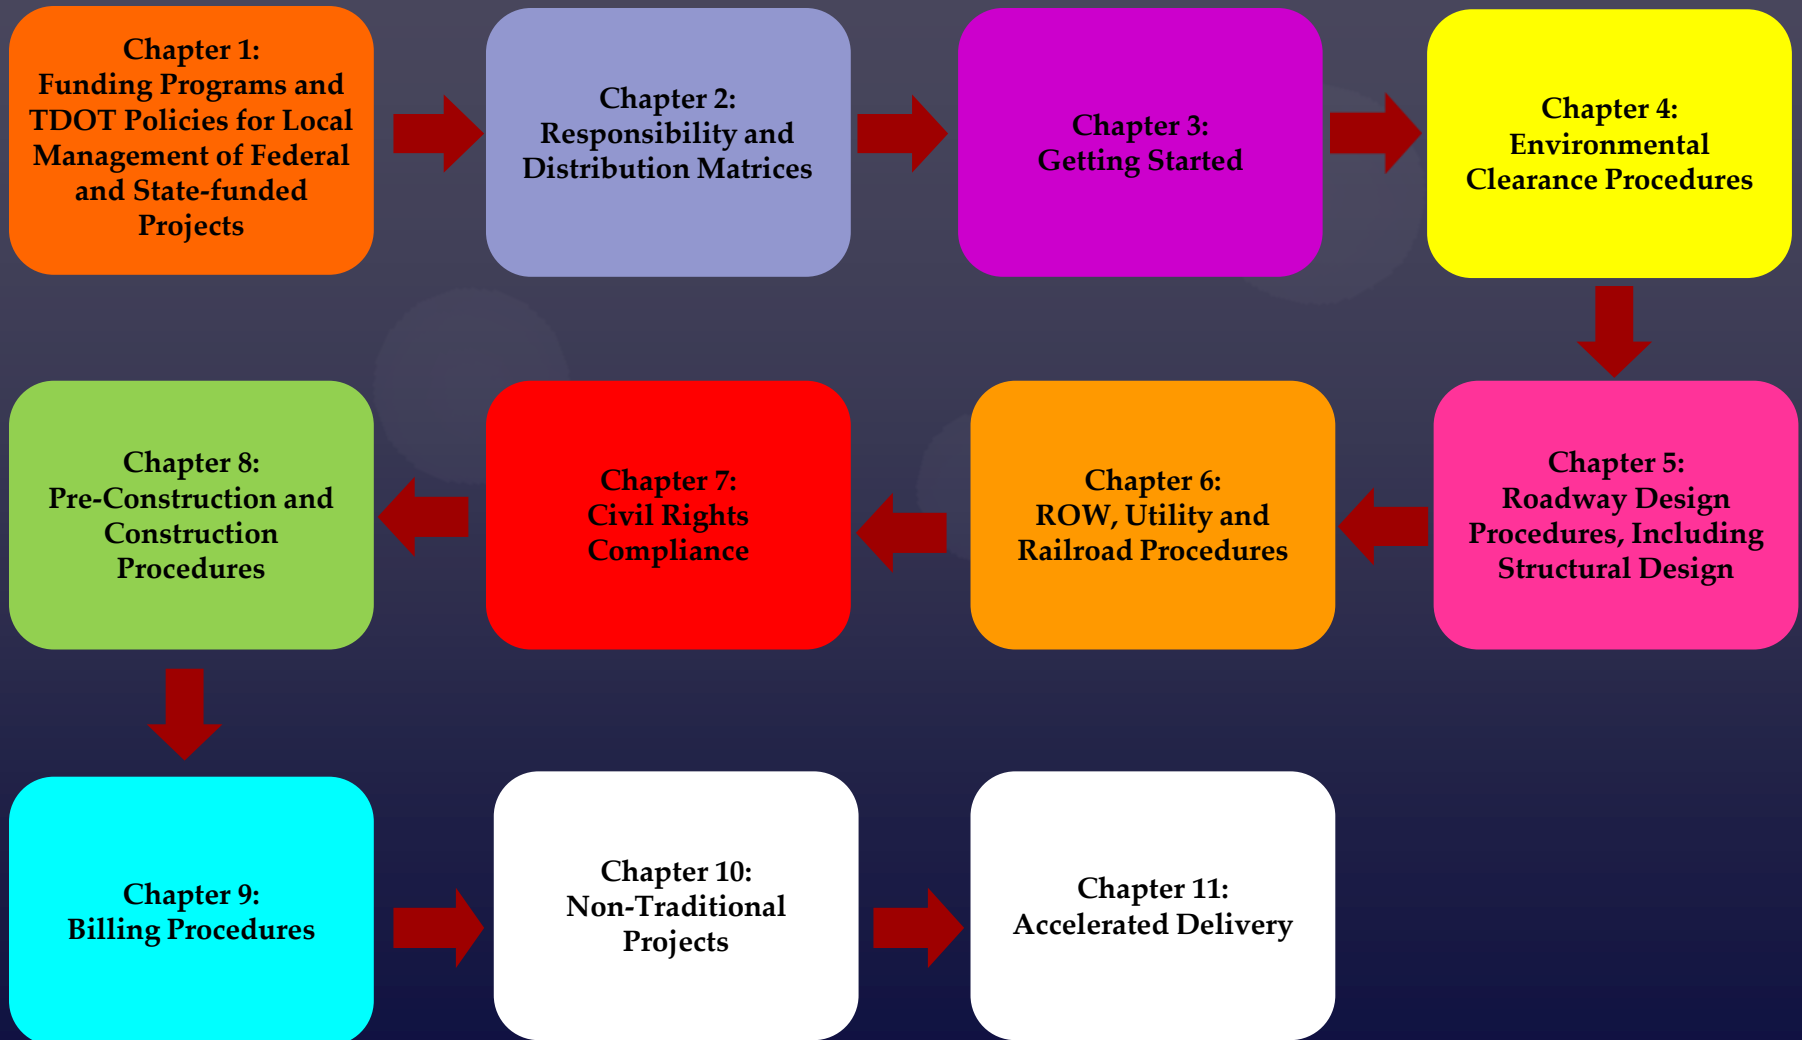 Chapter 1:
Funding Programs and
TDOT Policies for Local
Management of Federal
and State-funded
Projects
Chapter 2:
Responsibility and
Distribution Matrices
Chapter 3:
Getting Started
Chapter 4:
Environmental
Clearance Procedures
Chapter 5:
Roadway Design
Procedures, Including
Structural Design
Chapter 6:
ROW, Utility and
Railroad Procedures
Chapter 7:
Civil Rights
Compliance
Chapter 8:
Pre-Construction and
Construction
Procedures
Chapter 9:
Billing Procedures
Chapter 10:
Non-Traditional
Projects
Chapter 11:
Accelerated Delivery